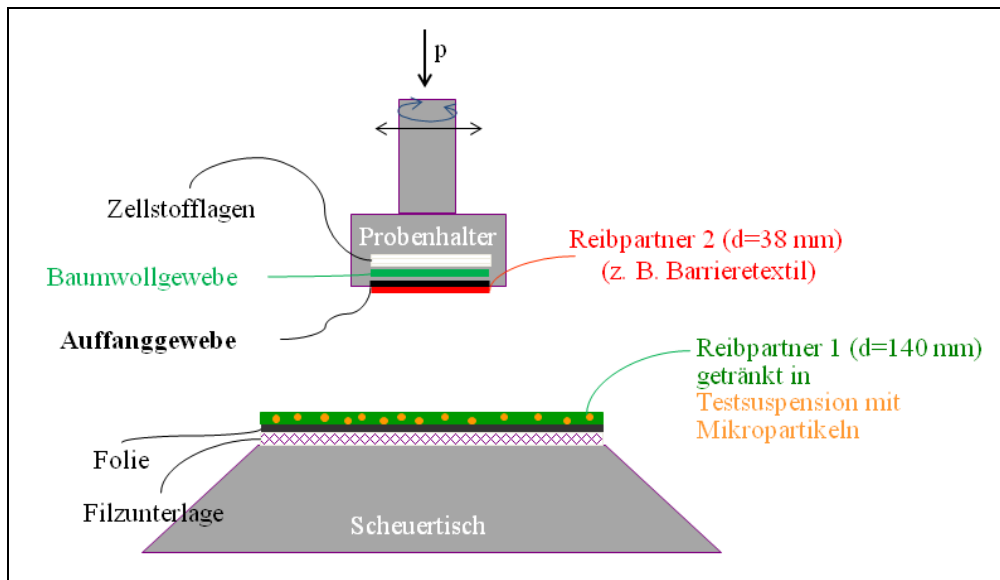 p
Zellstofflagen
Probenhalter
Reibpartner 2 (d=38 mm)
(z. B. Barrieretextil)
Baumwollgewebe
Auffanggewebe
Reibpartner 1 (d=140 mm)
getränkt in
Testsuspension mit
Mikropartikeln
Folie
Filzunterlage
Scheuertisch